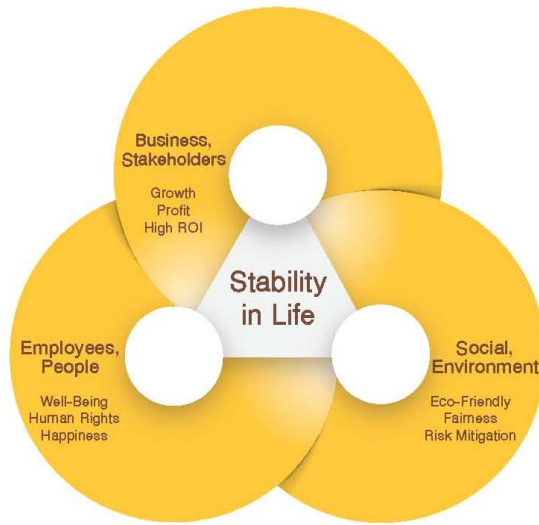 Business,
Stakeholders
Growth
Profit
High ROI
Stability
in Life
Employees,
People
Well-Being
Human Rights
Happiness
Social,
Environment
Eco-Friendly
Fairness
Risk Mitigation